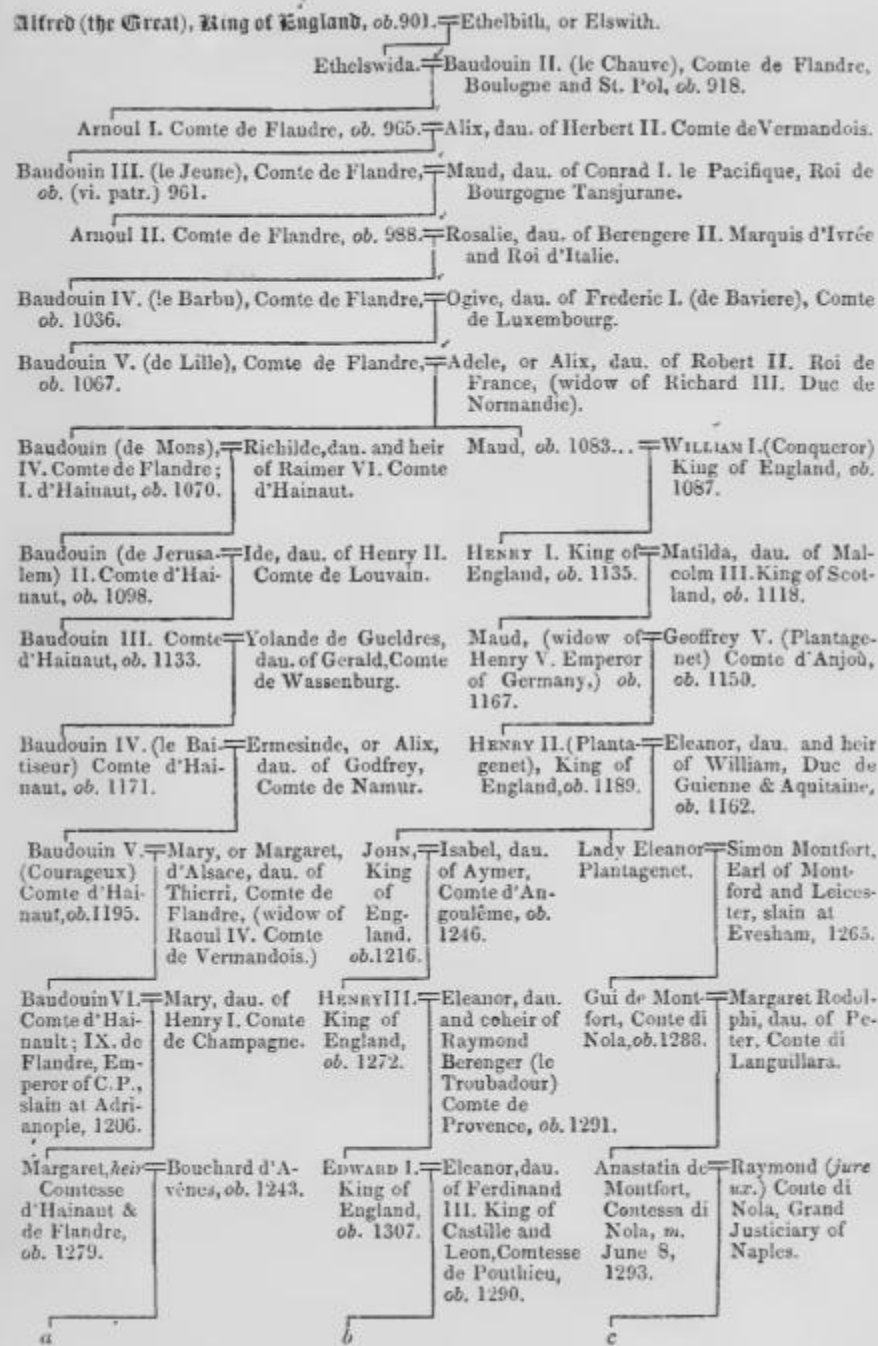 Alfred (the Great), King of England, ob. 901.=Ethelbith, or Elswith.
Ethelswida.=Baudouin II. (le Chauve), Comte de Flandre,
Boulogne and St. Pol, ob. 918.
Arnoul I. Comte de Flandre, ob. 965.=Alix, dau. of Herbert II. Comte de Vermandois.
Baudouin III. (le Jeune), Comte de Flandre,=Maud, dau. of Conrad I. le Pacifique, Roi de
ob. (vi. patr.) 961. Bourgogne Tansjurane.
Arnoul II. Comte de Flandre, ob. 988.=Rosalie, dau. of Berengere II. Marquis d'Ivrée
and Roi d'Italie.
Baudouin IV. (le Barbu), Comte de Flandre,=Ogive, dau. of Frederic I. (de Baviere), Comte
ob. 1036. de Luxembourg.
Baudouin V. (de Lille), Comte de Flandre,=Adele, or Alix, dau. of Robert II. Roi de
ob. 1067. France, (widow of Richard III. Duc de
Normandie).
Baudouin (de Mons),=Richilde, dau. and heir
IV. Comte de Flandre; of Raimer VI. Comte
I. d'Hainaut, ob. 1070. d'Hainaut.
Maud, ob. 1083...=WILLIAM I. (Conqueror)
King of England, ob.
1087.
Baudouin (de Jerusa-=Ide, dau. of Henry II.
lem) II. Comte d'Hai- Comte de Louvain.
naut, ob. 1098.
HENRY I. King of=Matilda, dau. of Mal-
England, ob. 1135. colm III. King of Scot-
land, ob. 1118.
Baudouin III. Comte=Yolande de Gueldres,
d'Hainaut, ob. 1133. dau. of Gerald, Comte
de Wassenburg.
Maud, (widow of=Geoffrey V. (Plantage-
Henry V. Emperor net) Comte d'Anjou,
of Germany,) ob. ob. 1150.
1167.
Baudouin IV. (le Bai-=Ermesinde, or Alix,
tiseur) Comte d'Hai- dau. of Godfrey,
naut, ob. 1171. Comte de Namur.
HENRY II. (Planta-=Eleanor, dau. and heir
genet), King of of William, Duc de
England, ob. 1189. Guienne & Aquitaine,
ob. 1162.
Baudouin V.=Mary, or Margaret,
(Courageux) d'Alsace, dau. of
Comte d'Hai- Thierri, Comte de
naut, ob. 1195. Flandre, (widow of
Raoul IV. Comte
de Vermandois.)
JOHN,=Isabel, dau.
King of Aymer,
of Comte d'An-
Eng- goulême, ob.
land, 1246.
ob. 1216.
Lady Eleanor=Simon Montfort,
Plantagenet. Earl of Mont-
ford and Leices-
ter, slain at
Evesham, 1265.
Baudouin VI.=Mary, dau. of
Comte d'Hai- Henry I. Comte
nault; IX. de de Champagne.
Flandre, Em-
peror of C.P.,
slain at Adri-
anople, 1206.
HENRY III.=Eleanor, dau.
King of and coheir of
England, Raymond
ob. 1272. Berenger (le
Troubadour)
Comte de
Provence, ob. 1291.
Gui de Mont-=Margaret Rodol-
fort, Conte di phi, dau. of Pe-
Nola, ob. 1288. ter, Conte di
Languillara.
Margaret, heir=Bouchard d'A-
Comtesse vênes, ob. 1243.
d'Hainaut &
de Flandre,
ob. 1279.
EDWARD I.=Eleanor, dau.
King of of Ferdinand
England, III. King of
ob. 1307. Castille and
Leon, Comtesse
de Pouthieu,
ob. 1290.
Anastatia de=Raymond (jure
Montfort, ux.) Conte di
Contessa di Nola, Grand
Nola, m. Justiciary of
June 8, Naples.
1293.
a b c